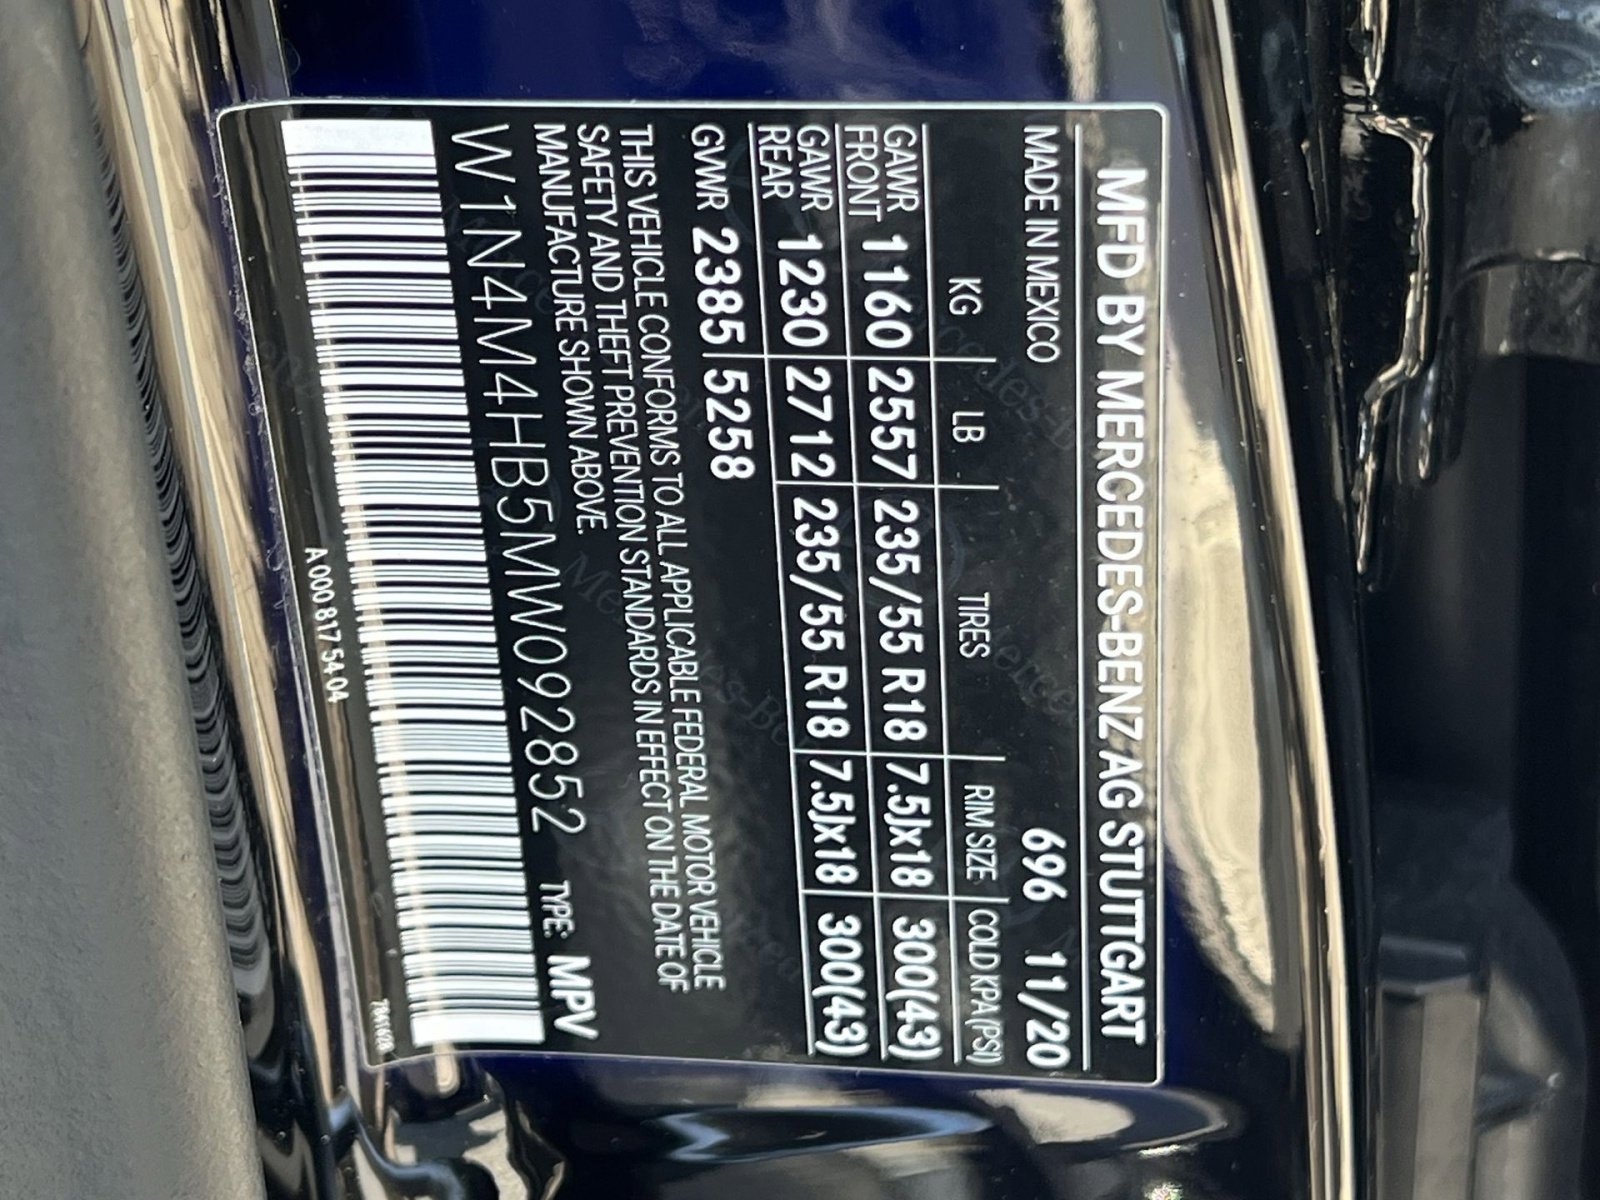 MFD BY MERCEDES-BENZ AG STUTTGART
MADE IN MEXICO 696 11/20
KG LB TIRES RIM SIZE COLD KPA(PSI)
GAWR FRONT 1160 2557 235/55 R18 7.5Jx18 300(43)
GAWR REAR 1230 2712 235/55 R18 7.5Jx18 300(43)
GVWR 2385 5258
THIS VEHICLE CONFORMS TO ALL APPLICABLE FEDERAL MOTOR VEHICLE
SAFETY AND THEFT PREVENTION STANDARDS IN EFFECT ON THE DATE OF
MANUFACTURE SHOWN ABOVE.
W1N4M4HB5MW092852 TYPE: MPV
A 000 817 54 04